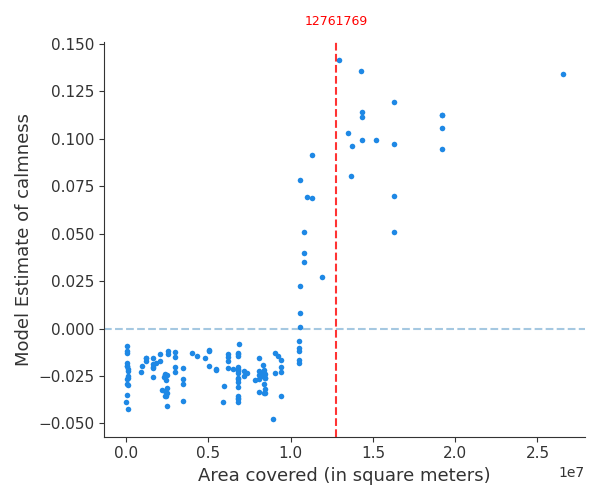 12761769
0.150
0.125
0.100
0.075
0.050
0.025
0.000
−0.025
−0.050
Model Estimate of calmness
0.0 0.5 1.0 1.5 2.0 2.5
1e7
Area covered (in square meters)